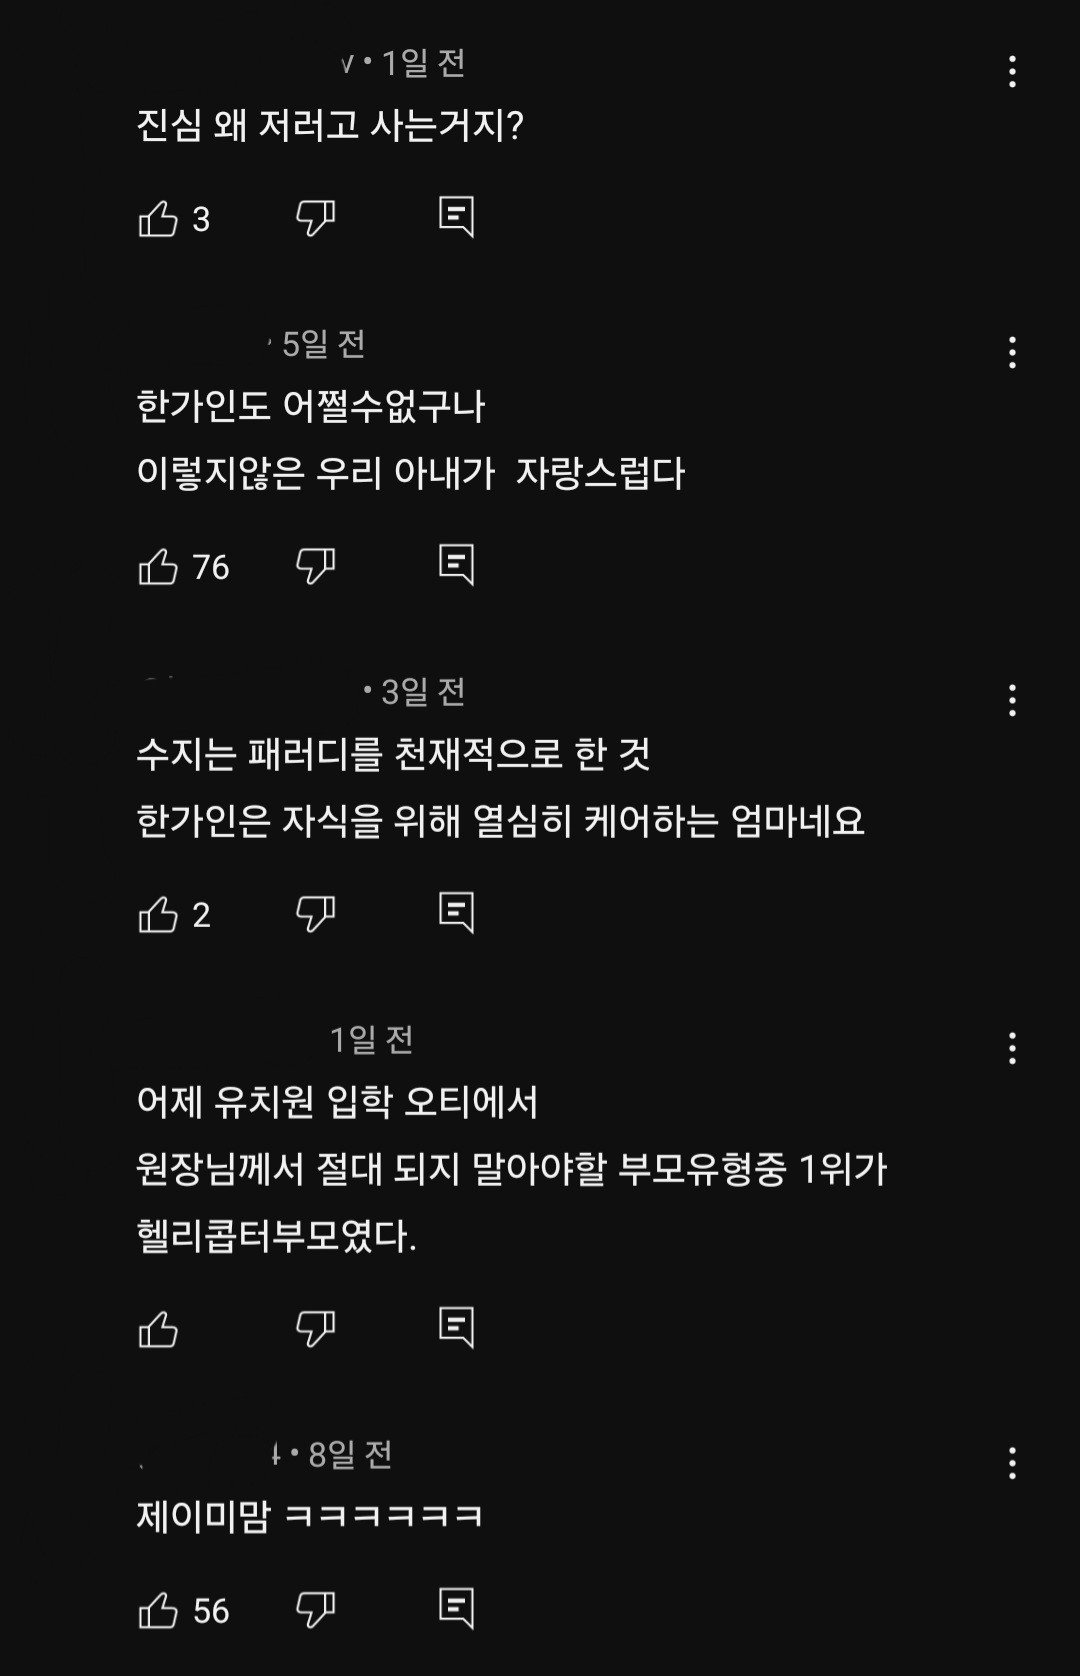 • 1일 전
진심 왜 저러고 사는거지?
3
5일 전
한가인도 어쩔수없구나
이렇지않은 우리 아내가  자랑스럽다
76
• 3일 전
수지는 패러디를 천재적으로 한 것
한가인은 자식을 위해 열심히 케어하는 엄마네요
2
1일 전
어제 유치원 입학 오티에서
원장님께서 절대 되지 말아야할 부모유형중 1위가
헬리콥터부모였다.
• 8일 전
제이미맘 ㅋㅋㅋㅋㅋㅋ
56